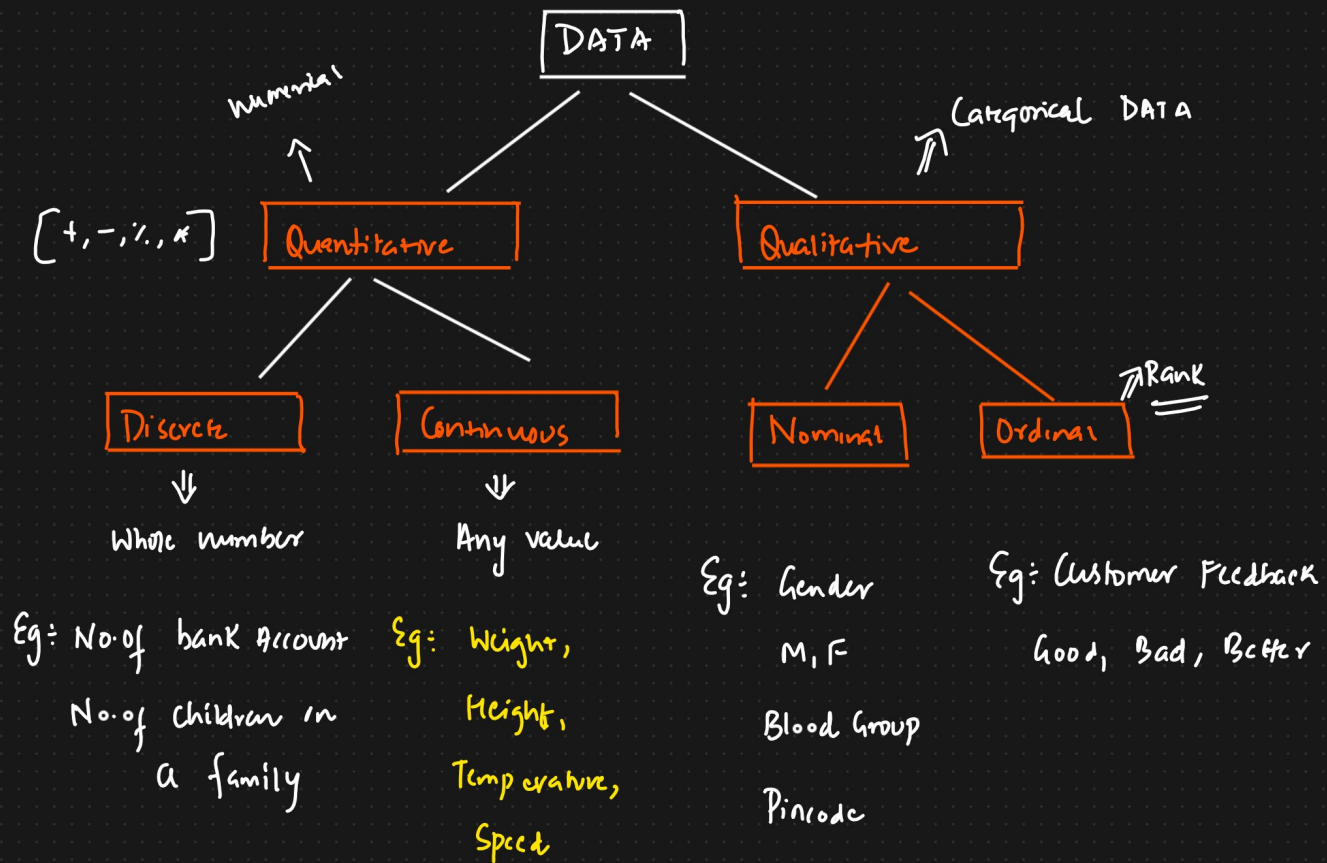 DATA
Numerial
Categorical DATA
[+, -, %, *]
Quantitative
Qualitative
Rank
Discrete
Continuous
Nominal
Ordinal
Whole number
Any value
Eg: No. of bank Account
No. of children in
a family
Eg: Weight,
Height,
Temperature,
Speed
Eg: Gender
M, F
Blood Group
Pincode
Eg: Customer Feedback
Good, Bad, Better